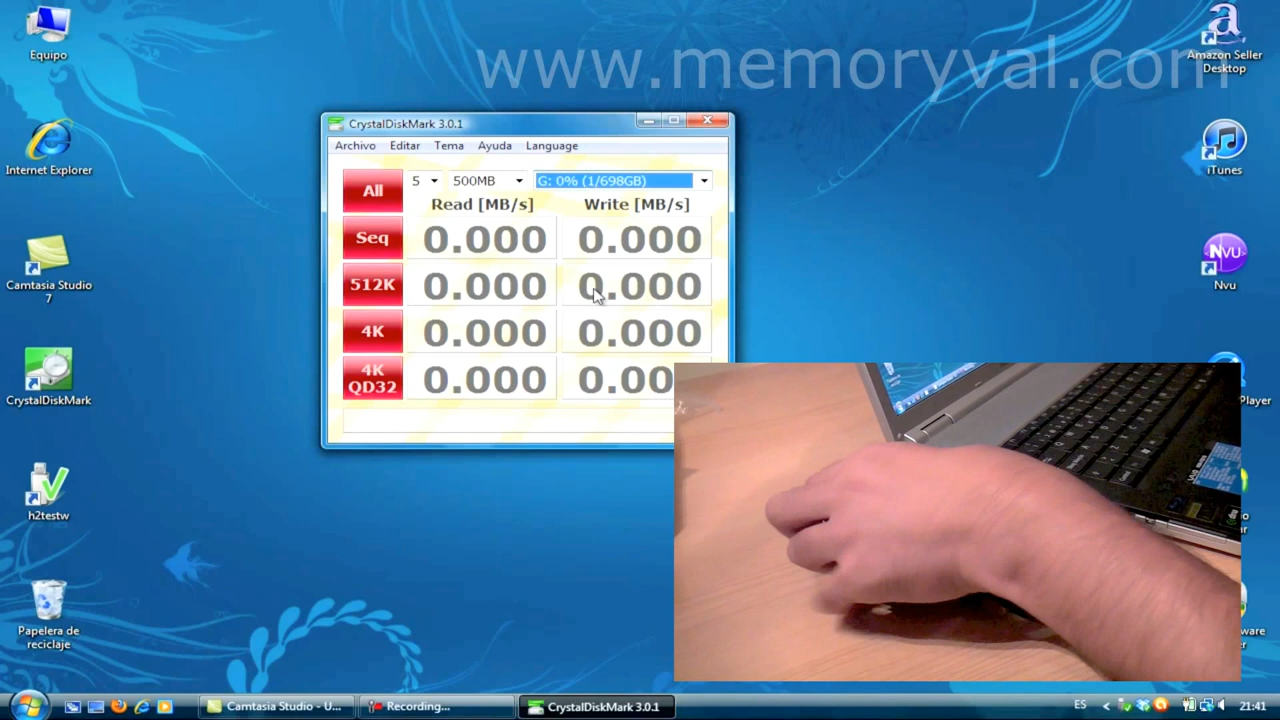 www.memoryval.com
Equipo
Internet Explorer
Camtasia Studio
7
CrystalDiskMark
h2testw
Papelera de
reciclaje
Amazon Seller
Desktop
iTunes
NVU
Nvu
Player
CrystalDiskMark 3.0.1
Archivo Editar Tema Ayuda Language
All 5 500MB G: 0% (1/698GB)
Read [MB/s] Write [MB/s]
Seq 0.000 0.000
512K 0.000 0.000
4K 0.000 0.000
4K
QD32 0.000 0.00
Camtasia Studio - U... Recording... CrystalDiskMark 3.0.1 ES 21:41